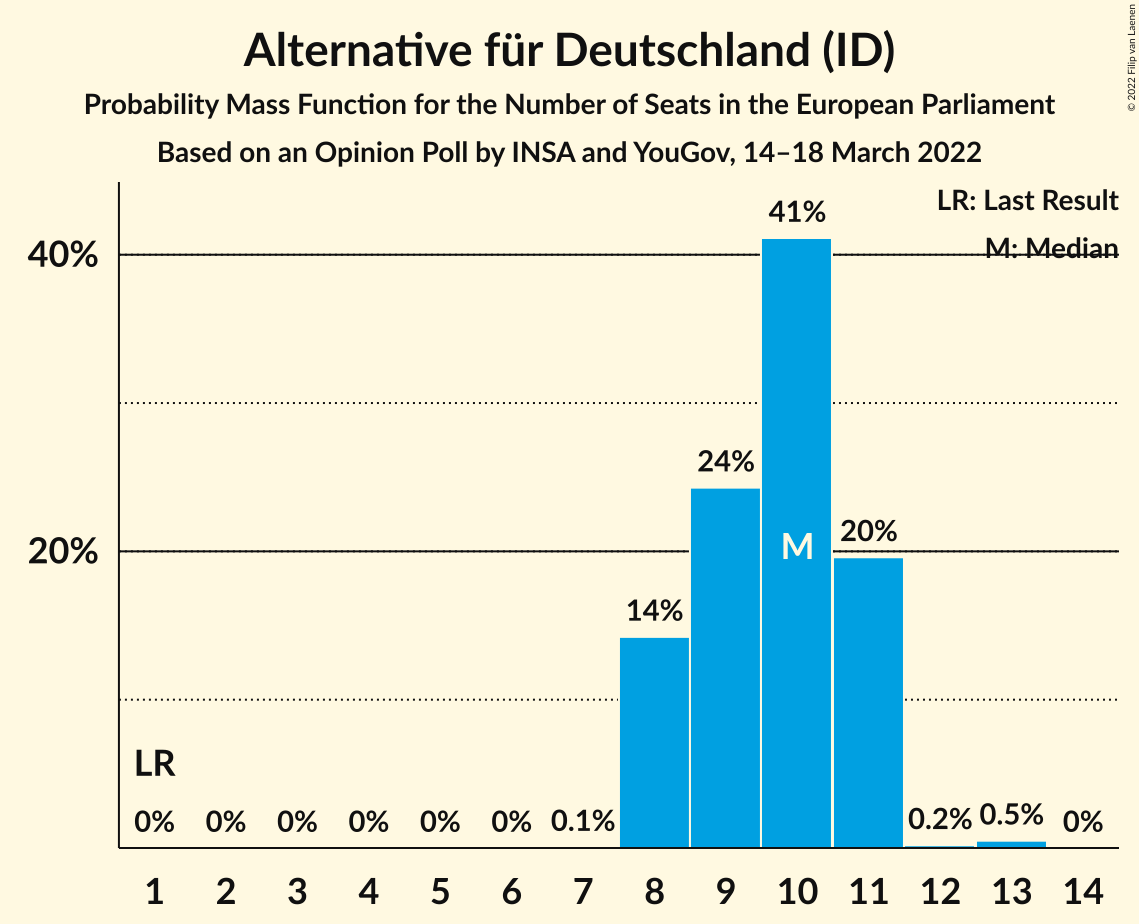 Alternative für Deutschland (ID)
Probability Mass Function for the Number of Seats in the European Parliament
Based on an Opinion Poll by INSA and YouGov, 14–18 March 2022
© 2022 Filip van Laenen
LR: Last Result
M: Median
40%
20%
41%
24%
M
20%
14%
LR
0% 0% 0% 0% 0% 0% 0.1% 0.2% 0.5% 0%
1 2 3 4 5 6 7 8 9 10 11 12 13 14